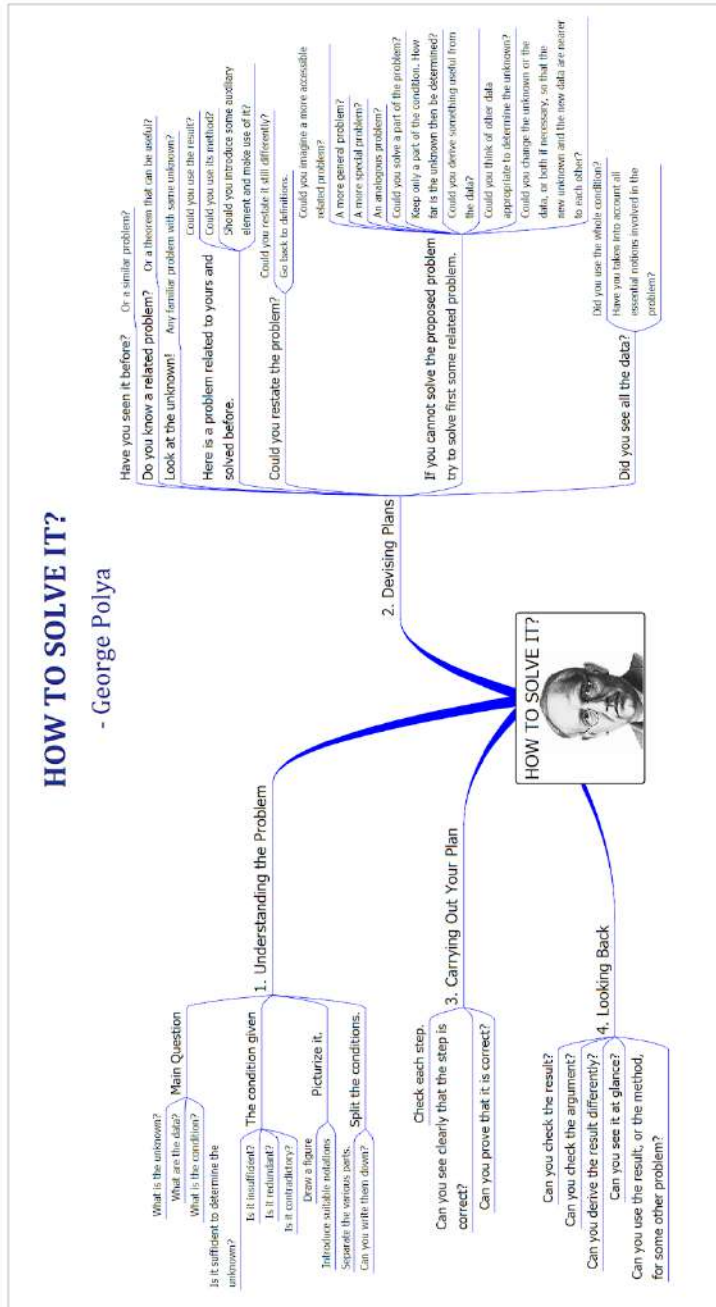 HOW TO SOLVE IT?
- George Polya
HOW TO SOLVE IT?
1. Understanding the Problem
Main Question
What is the unknown?
What are the data?
What is the condition?
The condition given
Is it sufficient to determine the
unknown?
Is it insufficient?
Is it redundant?
Is it contradictory?
Picturize it.
Draw a figure
Introduce suitable notations
Split the conditions.
Separate the various parts.
Can you write them down?
2. Devising Plans
Have you seen it before?
Or a similar problem?
Do you know a related problem?
Or a theorem that can be useful?
Look at the unknown!
Any familiar problem with same unknown?
Here is a problem related to yours and
solved before.
Could you use the result?
Could you use its method?
Should you introduce some auxiliary
element and make use of it?
Could you restate the problem?
Could you restate it still differently?
Go back to definitions.
If you cannot solve the proposed problem
try to solve first some related problem.
Could you imagine a more accessible
related problem?
A more general problem?
A more special problem?
An analogous problem?
Could you solve a part of the problem?
Keep only a part of the condition. How
far is the unknown then be determined?
Could you derive something useful from
the data?
Could you think of other data
appropriate to determine the unknown?
Could you change the unknown or the
data, or both if necessary, so that the
new unknown and the new data are nearer
to each other?
Did you see all the data?
Did you use the whole condition?
Have you taken into account all
essential notions involved in the
problem?
3. Carrying Out Your Plan
Check each step.
Can you see clearly that the step is
correct?
Can you prove that it is correct?
4. Looking Back
Can you check the result?
Can you check the argument?
Can you derive the result differently?
Can you see it at glance?
Can you use the result, or the method,
for some other problem?